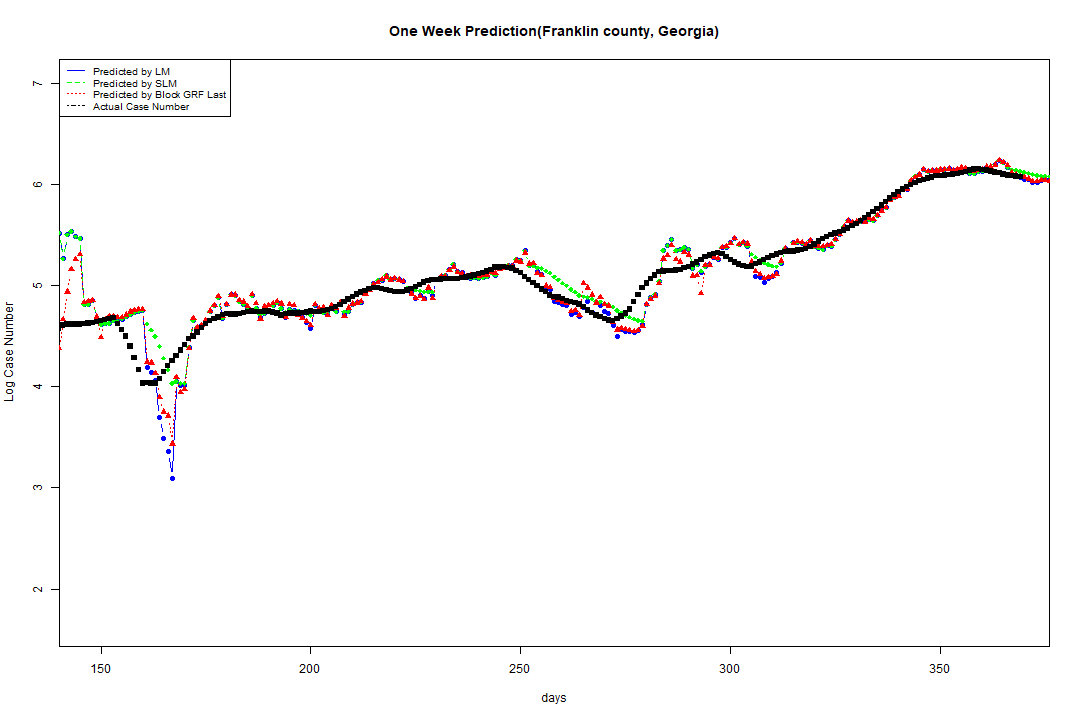 One Week Prediction(Franklin county, Georgia)
Predicted by LM
Predicted by SLM
Predicted by Block GRF Last
Actual Case Number
7
6
5
4
3
2
Log Case Number
150 200 250 300 350
days